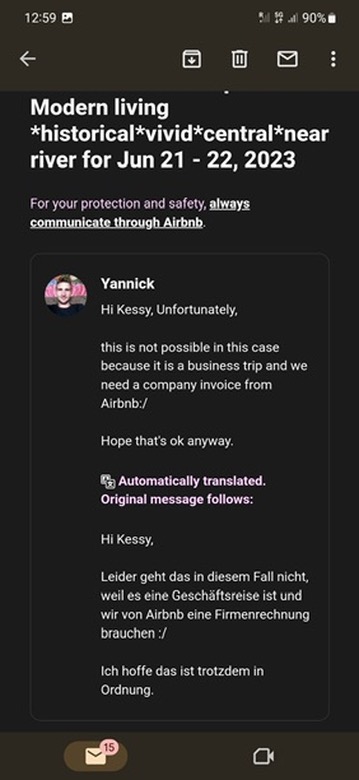 12:59
5G
90%
Modern living
*historical*vivid*central*near
river for Jun 21 - 22, 2023
For your protection and safety, always
communicate through Airbnb.
Yannick
Hi Kessy, Unfortunately,
this is not possible in this case
because it is a business trip and we
need a company invoice from
Airbnb:/
Hope that's ok anyway.
Automatically translated.
Original message follows:
Hi Kessy,
Leider geht das in diesem Fall nicht,
weil es eine Geschäftsreise ist und
wir von Airbnb eine Firmenrechnung
brauchen :/
Ich hoffe das ist trotzdem in
Ordnung.
15